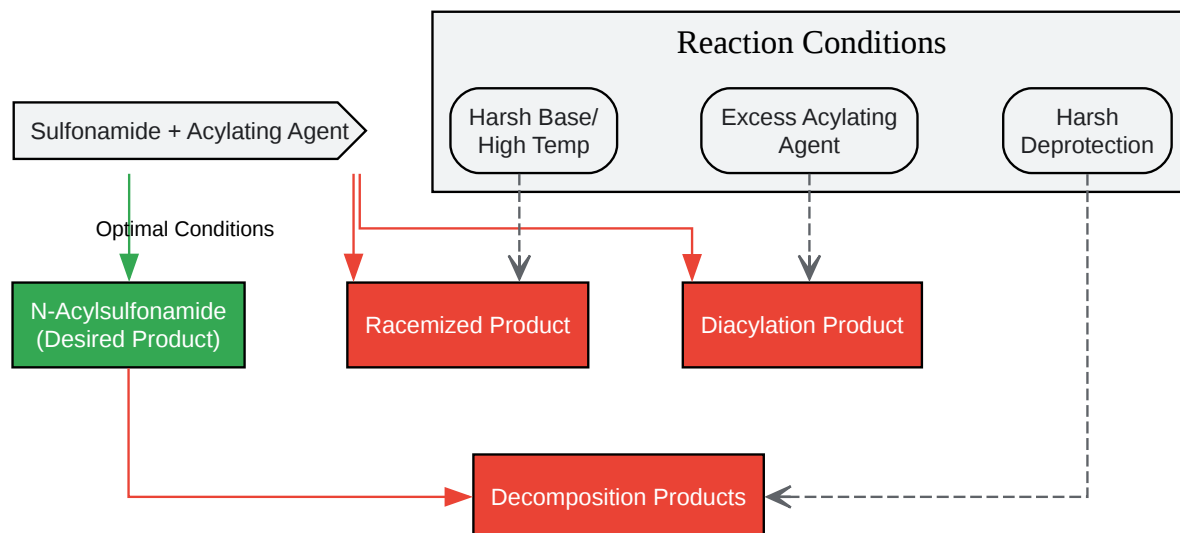 Reaction Conditions
Sulfonamide + Acylating Agent
Harsh Base/
High Temp
Excess Acylating
Agent
Harsh
Deprotection
Optimal Conditions
N-Acylsulfonamide
(Desired Product)
Racemized Product
Diacylation Product
Decomposition Products